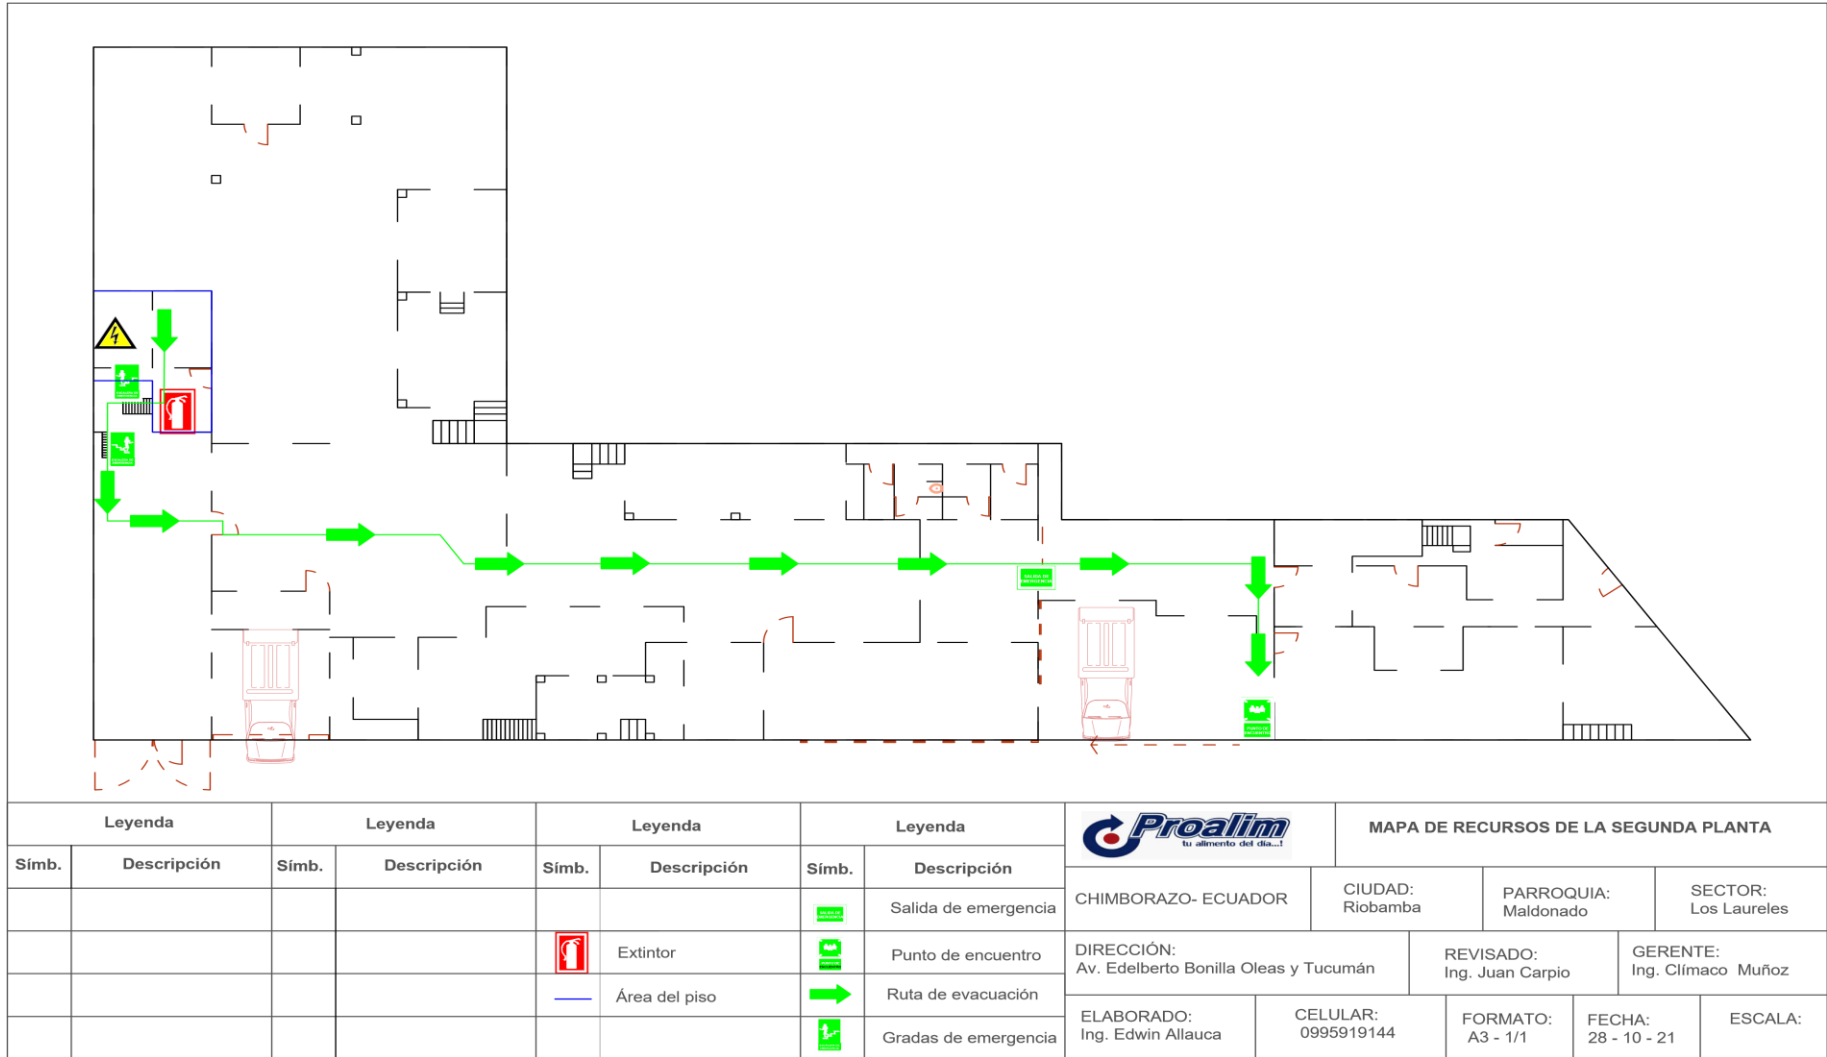 SALIDA DE
EMERGENCIA
Leyenda
Leyenda
Leyenda
Leyenda
Símb.
Descripción
Símb.
Descripción
Símb.
Descripción
Símb.
Descripción
Salida de emergencia
Extintor
Punto de encuentro
Área del piso
Ruta de evacuación
Gradas de emergencia
Proalim
tu alimento del día...!
MAPA DE RECURSOS DE LA SEGUNDA PLANTA
CHIMBORAZO- ECUADOR
CIUDAD:
Riobamba
PARROQUIA:
Maldonado
SECTOR:
Los Laureles
DIRECCIÓN:
Av. Edelberto Bonilla Oleas y Tucumán
REVISADO:
Ing. Juan Carpio
GERENTE:
Ing. Clímaco Muñoz
ELABORADO:
Ing. Edwin Allauca
CELULAR:
0995919144
FORMATO:
A3 - 1/1
FECHA:
28 - 10 - 21
ESCALA: